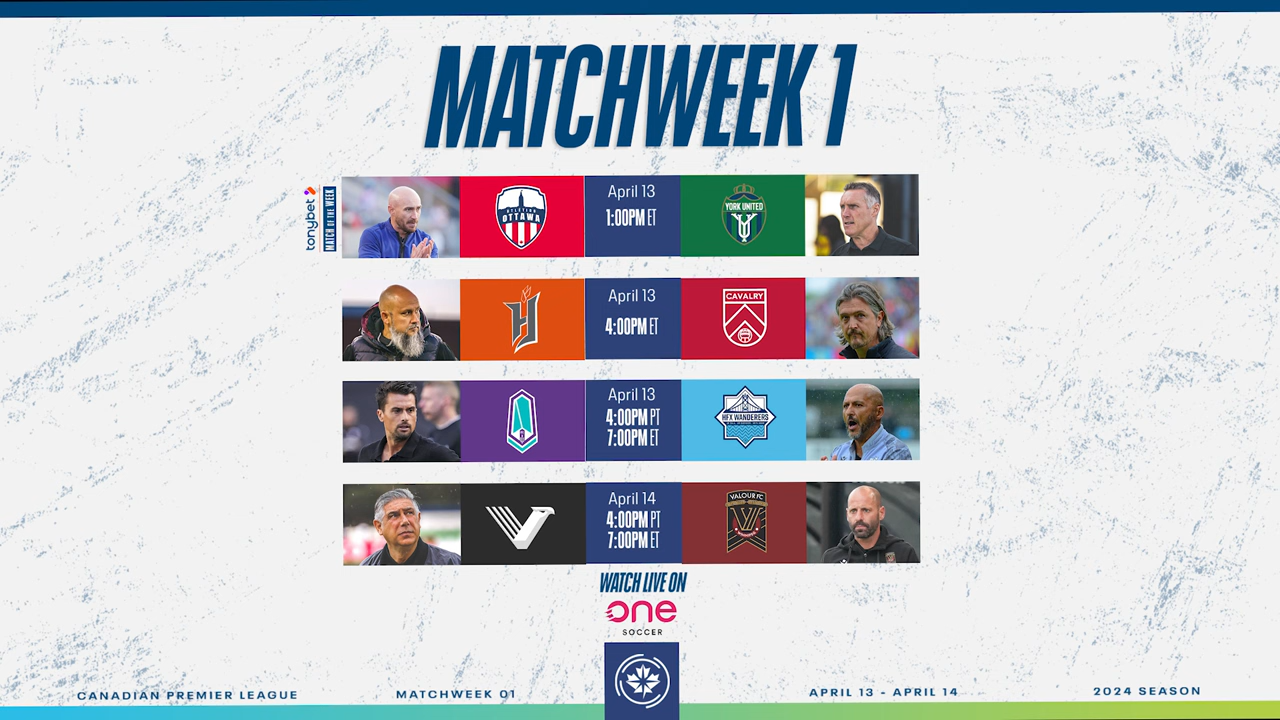 MATCHWEEK 1
tonybet
MATCH OF THE WEEK
ATLÉTICO
OTTAWA
April 13
1:00PM ET
YORK UNITED
April 13
4:00PM ET
CAVALRY
April 13
4:00PM PT
7:00PM ET
HFX WANDERERS
April 14
4:00PM PT
7:00PM ET
VALOUR FC
WATCH LIVE ON
one
SOCCER
CANADIAN PREMIER LEAGUE
MATCHWEEK 01
APRIL 13 - APRIL 14
2024 SEASON